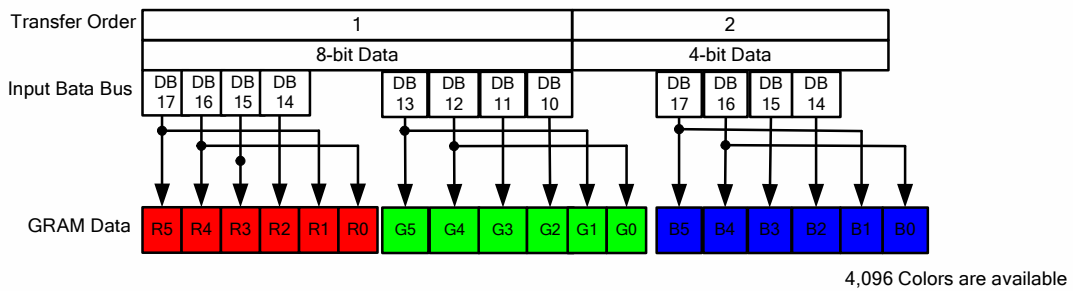 Transfer Order 1 2
8-bit Data 4-bit Data
Input Bata Bus DB 17 DB 16 DB 15 DB 14 DB 13 DB 12 DB 11 DB 10 DB 17 DB 16 DB 15 DB 14
GRAM Data R5 R4 R3 R2 R1 R0 G5 G4 G3 G2 G1 G0 B5 B4 B3 B2 B1 B0
4,096 Colors are available